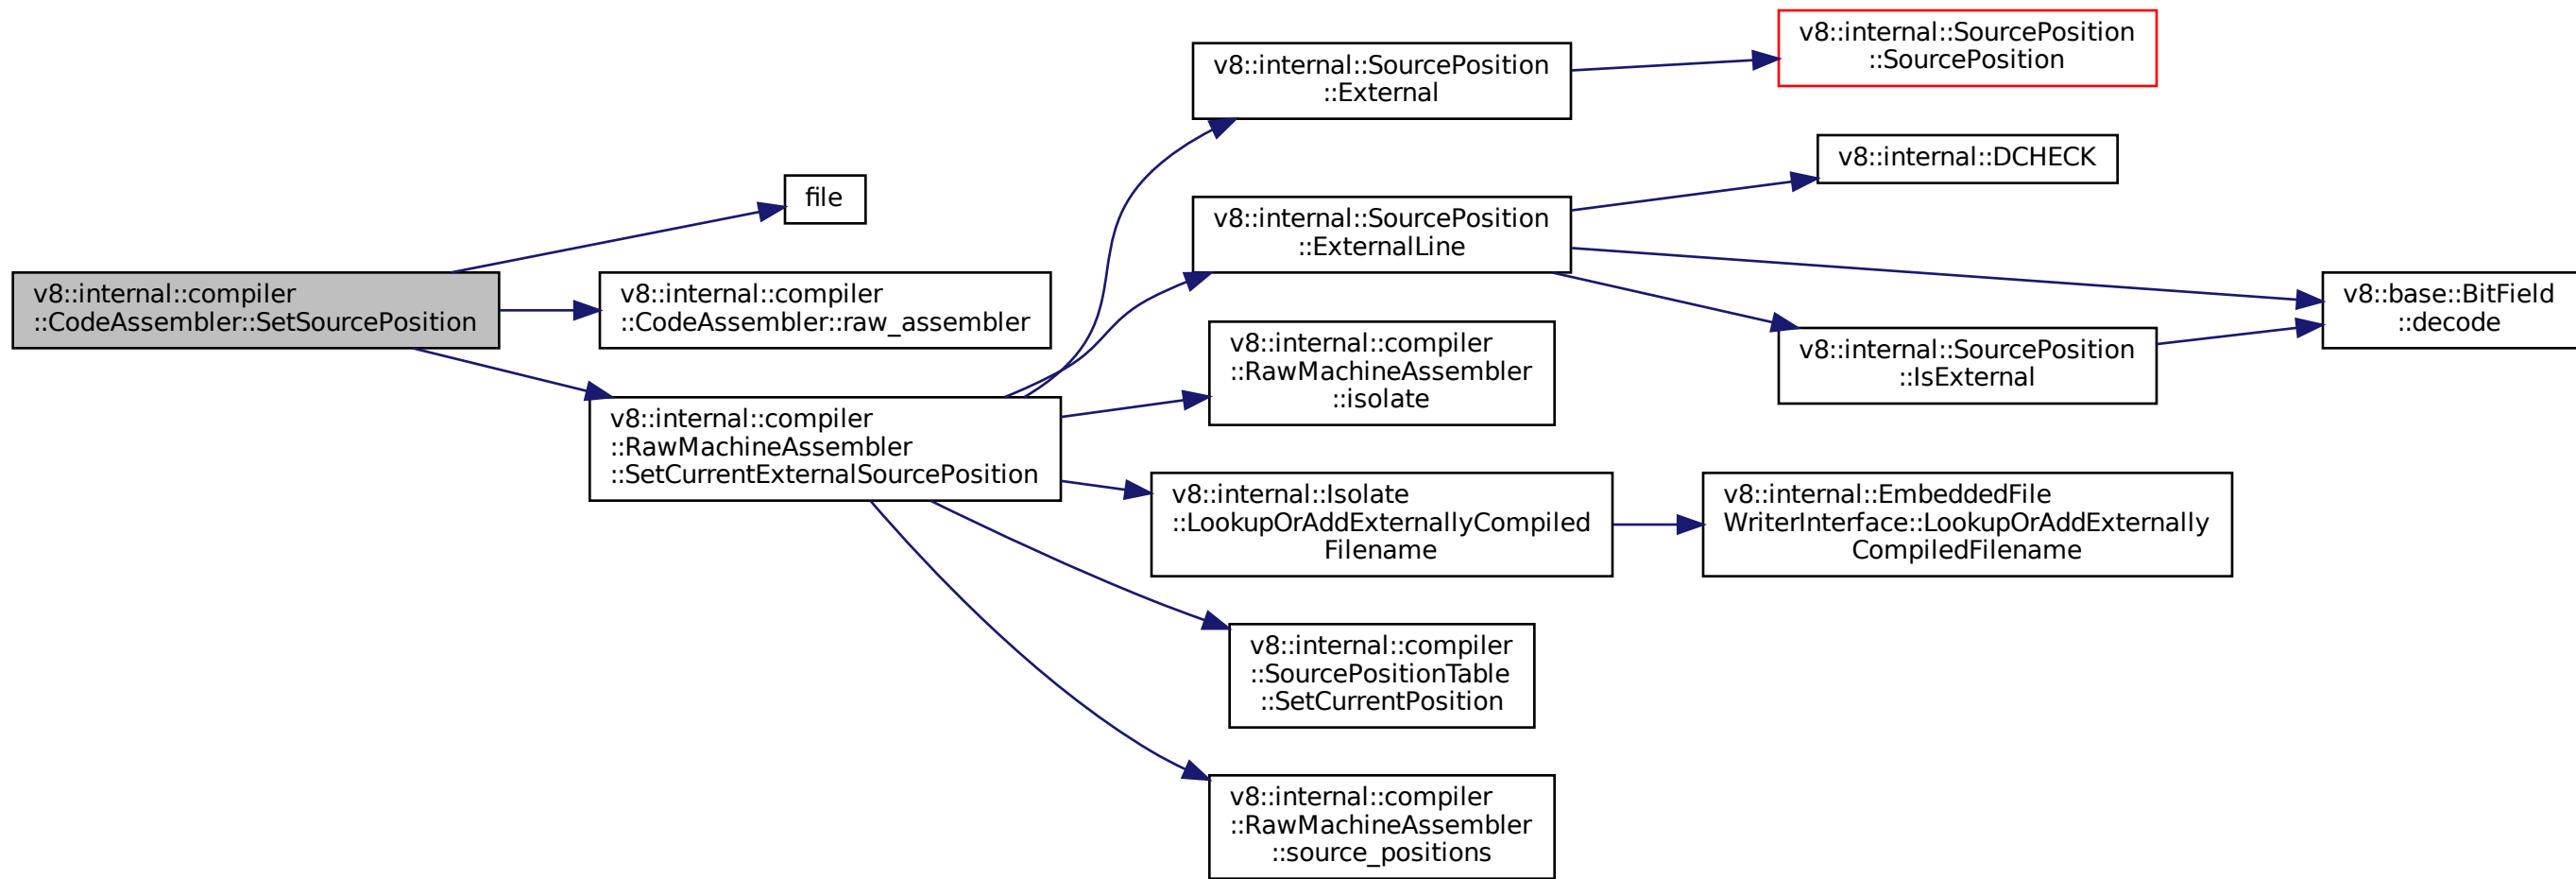 v8::internal::compiler
::CodeAssembler::SetSourcePosition
file
v8::internal::compiler
::CodeAssembler::raw_assembler
v8::internal::compiler
::RawMachineAssembler
::SetCurrentExternalSourcePosition
v8::internal::SourcePosition
::External
v8::internal::SourcePosition
::SourcePosition
v8::internal::SourcePosition
::ExternalLine
v8::internal::DCHECK
v8::base::BitField
::decode
v8::internal::SourcePosition
::IsExternal
v8::internal::compiler
::RawMachineAssembler
::isolate
v8::internal::Isolate
::LookupOrAddExternallyCompiled
Filename
v8::internal::EmbeddedFile
WriterInterface::LookupOrAddExternally
CompiledFilename
v8::internal::compiler
::SourcePositionTable
::SetCurrentPosition
v8::internal::compiler
::RawMachineAssembler
::source_positions